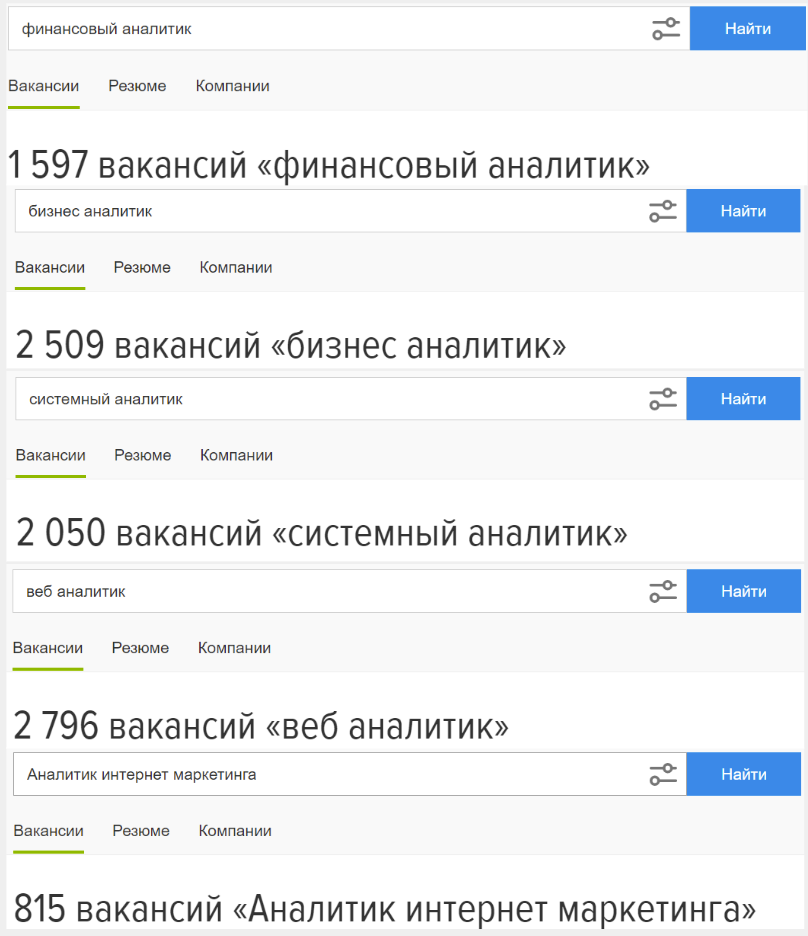 финансовый аналитик Найти
Вакансии Резюме Компании
1 597 вакансий «финансовый аналитик»
бизнес аналитик Найти
Вакансии Резюме Компании
2 509 вакансий «бизнес аналитик»
системный аналитик Найти
Вакансии Резюме Компании
2 050 вакансий «системный аналитик»
веб аналитик Найти
Вакансии Резюме Компании
2 796 вакансий «веб аналитик»
Аналитик интернет маркетинга Найти
Вакансии Резюме Компании
815 вакансий «Аналитик интернет маркетинга»